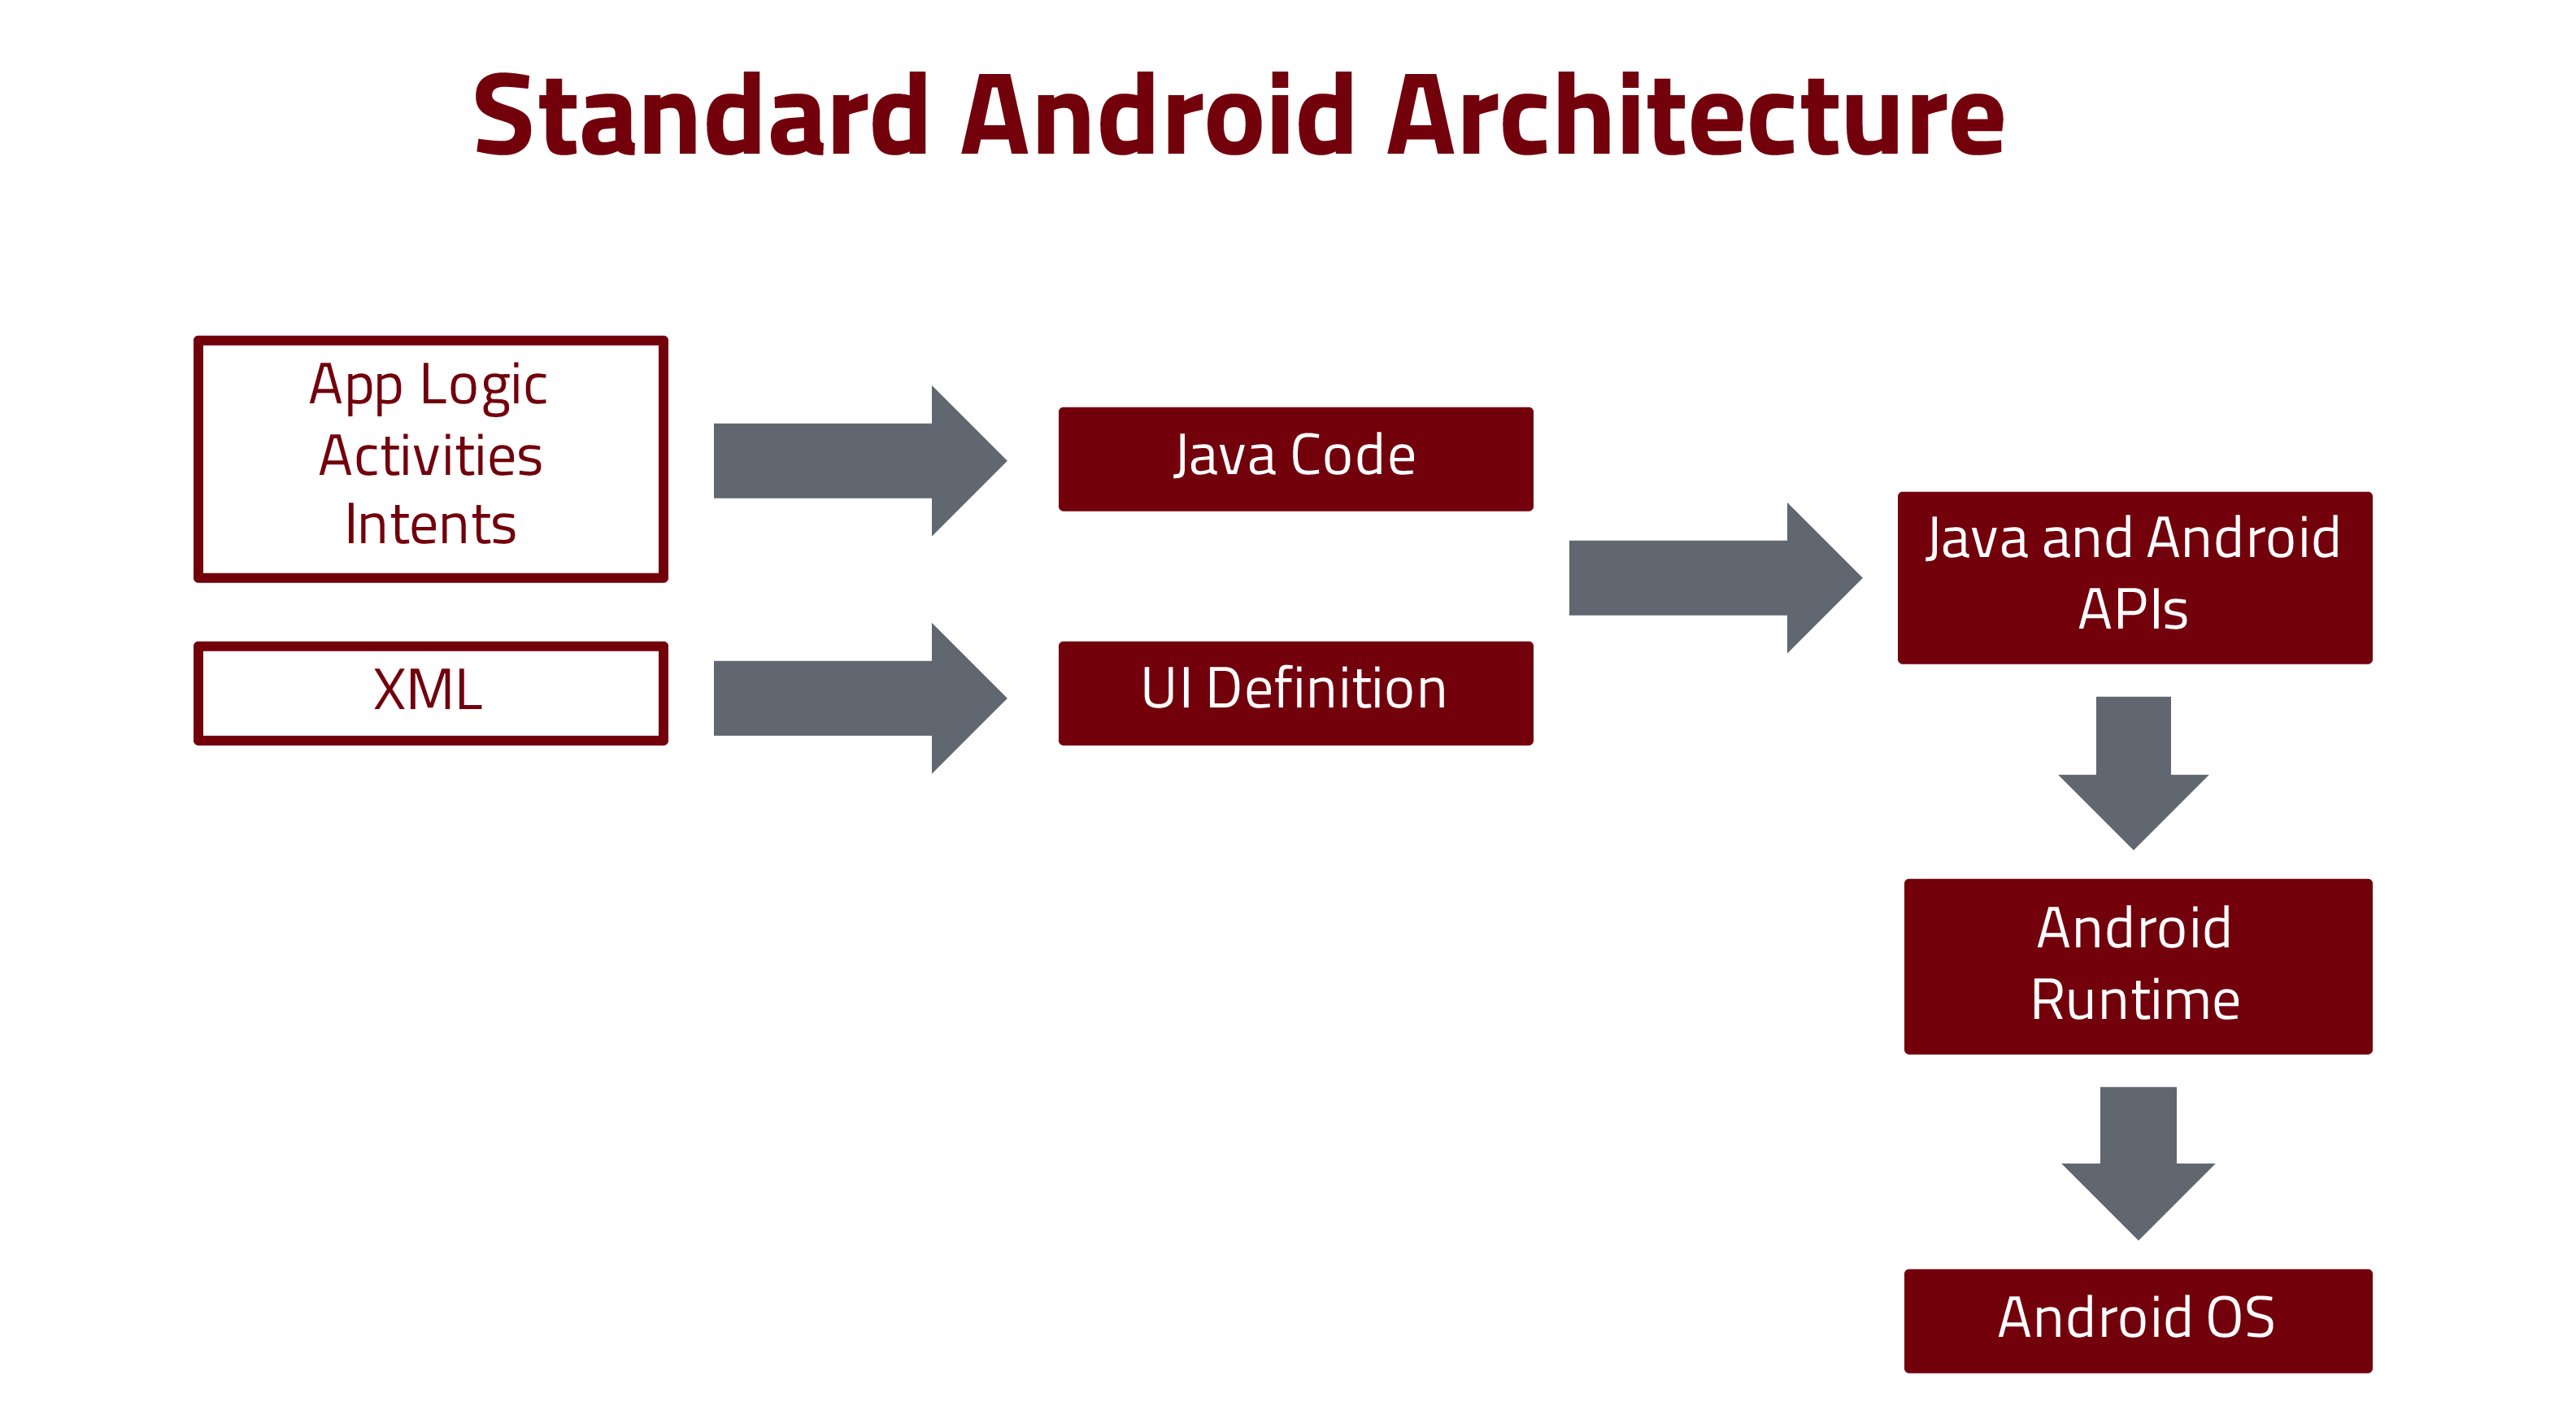 Standard Android Architecture
App Logic
Activities
Intents
Java Code
XML
UI Definition
Java and Android
APIs
Android
Runtime
Android OS